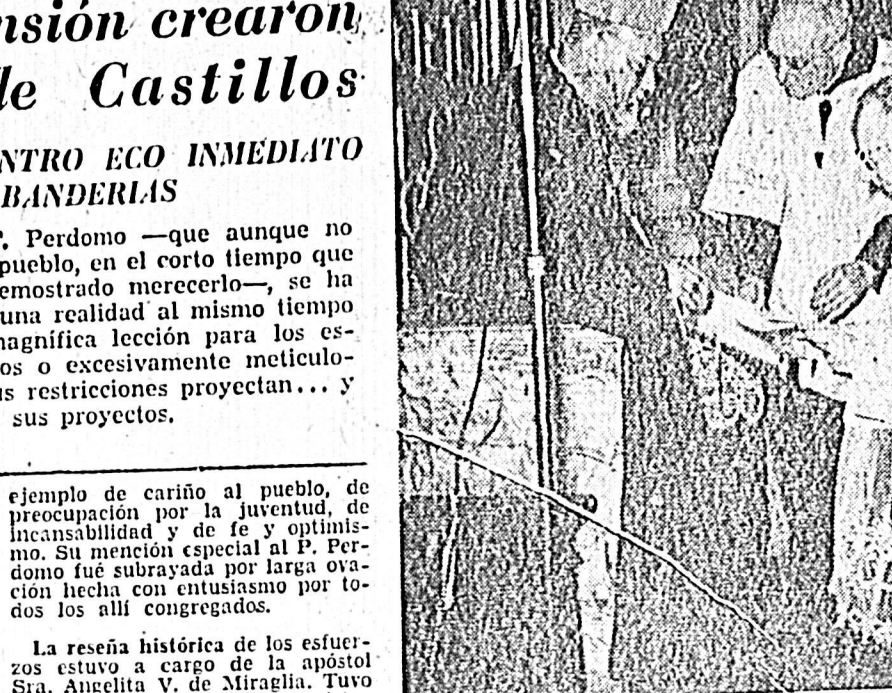 nsión crearon
de Castillos
NTRO ECO INMEDIATO
BANDERIAS
P. Perdomo —que aunque no
pueblo, en el corto tiempo que
emostrado merecerlo—, se ha
una realidad al mismo tiempo
magnífica lección para los es-
os o excesivamente meticulo-
us restricciones proyectan... y
sus proyectos.
ejemplo de cariño al pueblo, de
preocupación por la juventud, de
incansabilidad y de fe y optimis-
mo. Su mención especial al P. Per-
domo fué subrayada por larga ova-
ción hecha con entusiasmo por to-
dos los allí congregados.
La reseña histórica de los esfuer-
zos estuvo a cargo de la apóstol
Sra. Angelita V. de Miraglia. Tuvo